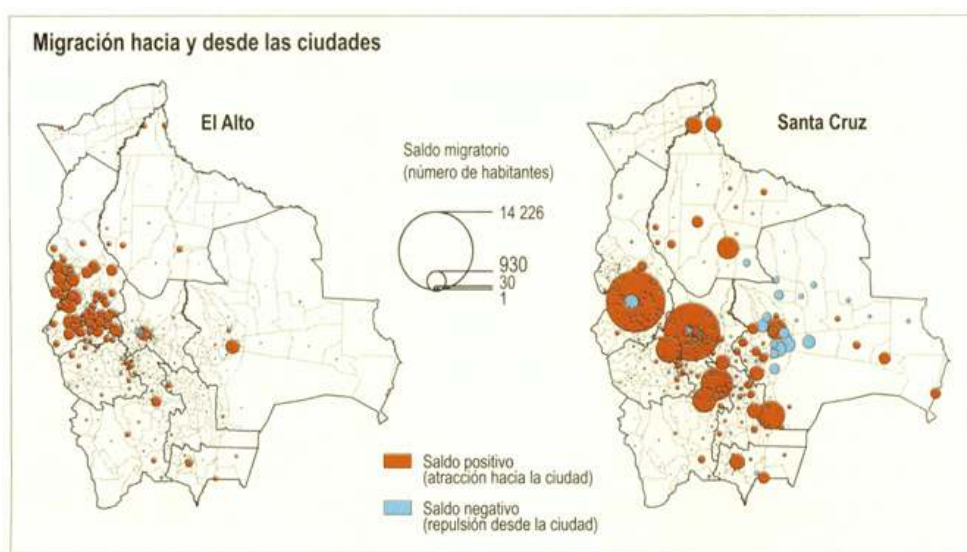 Migración hacia y desde las ciudades
El Alto
Santa Cruz
Saldo migratorio
(número de habitantes)
14 226
930
30
1
Saldo positivo
(atracción hacia la ciudad)
Saldo negativo
(repulsión desde la ciudad)